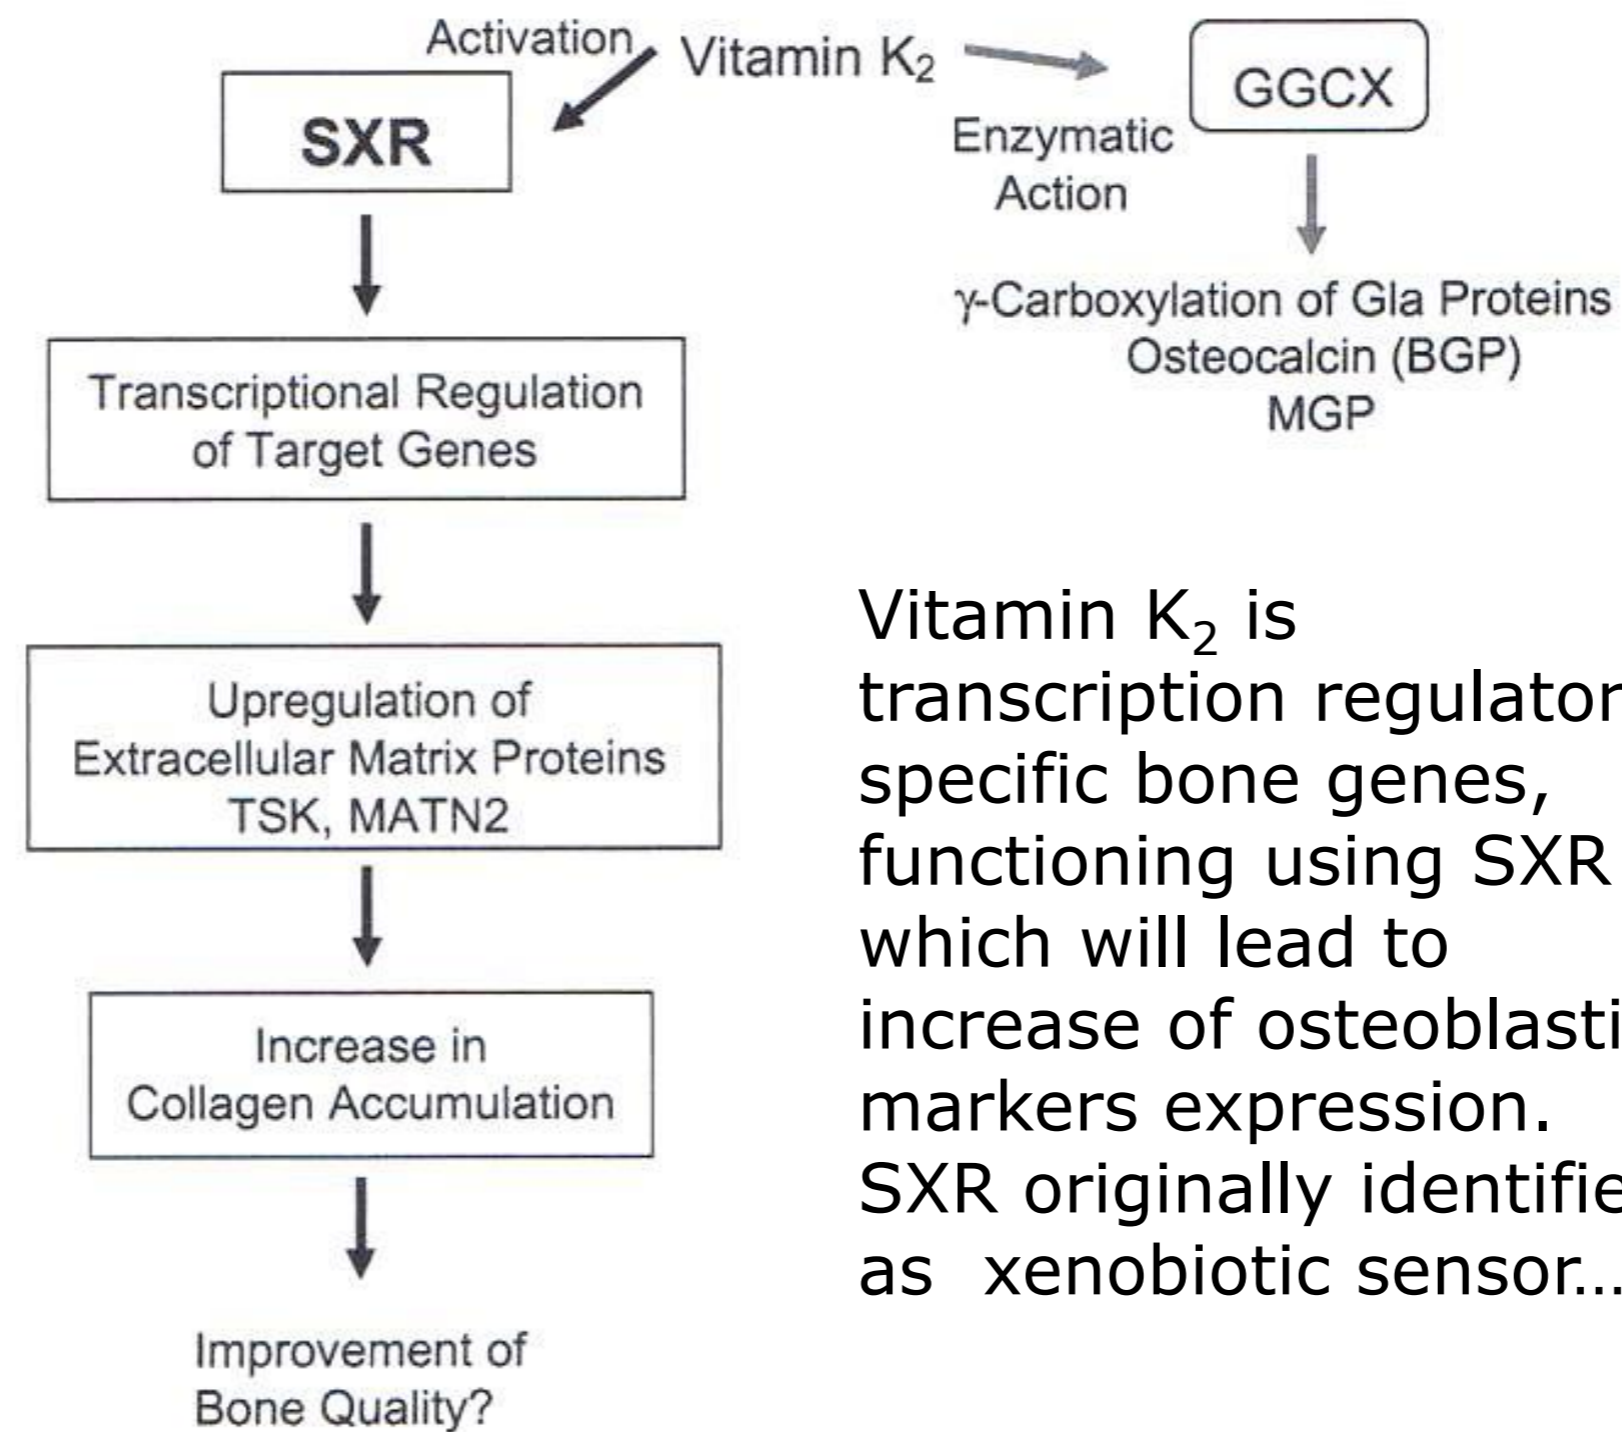 Activation
Vitamin K₂
GGCX
SXR
Enzymatic
Action
γ-Carboxylation of Gla Proteins
Osteocalcin (BGP)
MGP
Transcriptional Regulation
of Target Genes
Upregulation of
Extracellular Matrix Proteins
TSK, MATN2
Increase in
Collagen Accumulation
Improvement of
Bone Quality?
Vitamin K₂ is
transcription regulator
specific bone genes,
functioning using SXR
which will lead to
increase of osteoblasti
markers expression.
SXR originally identifie
as  xenobiotic sensor...